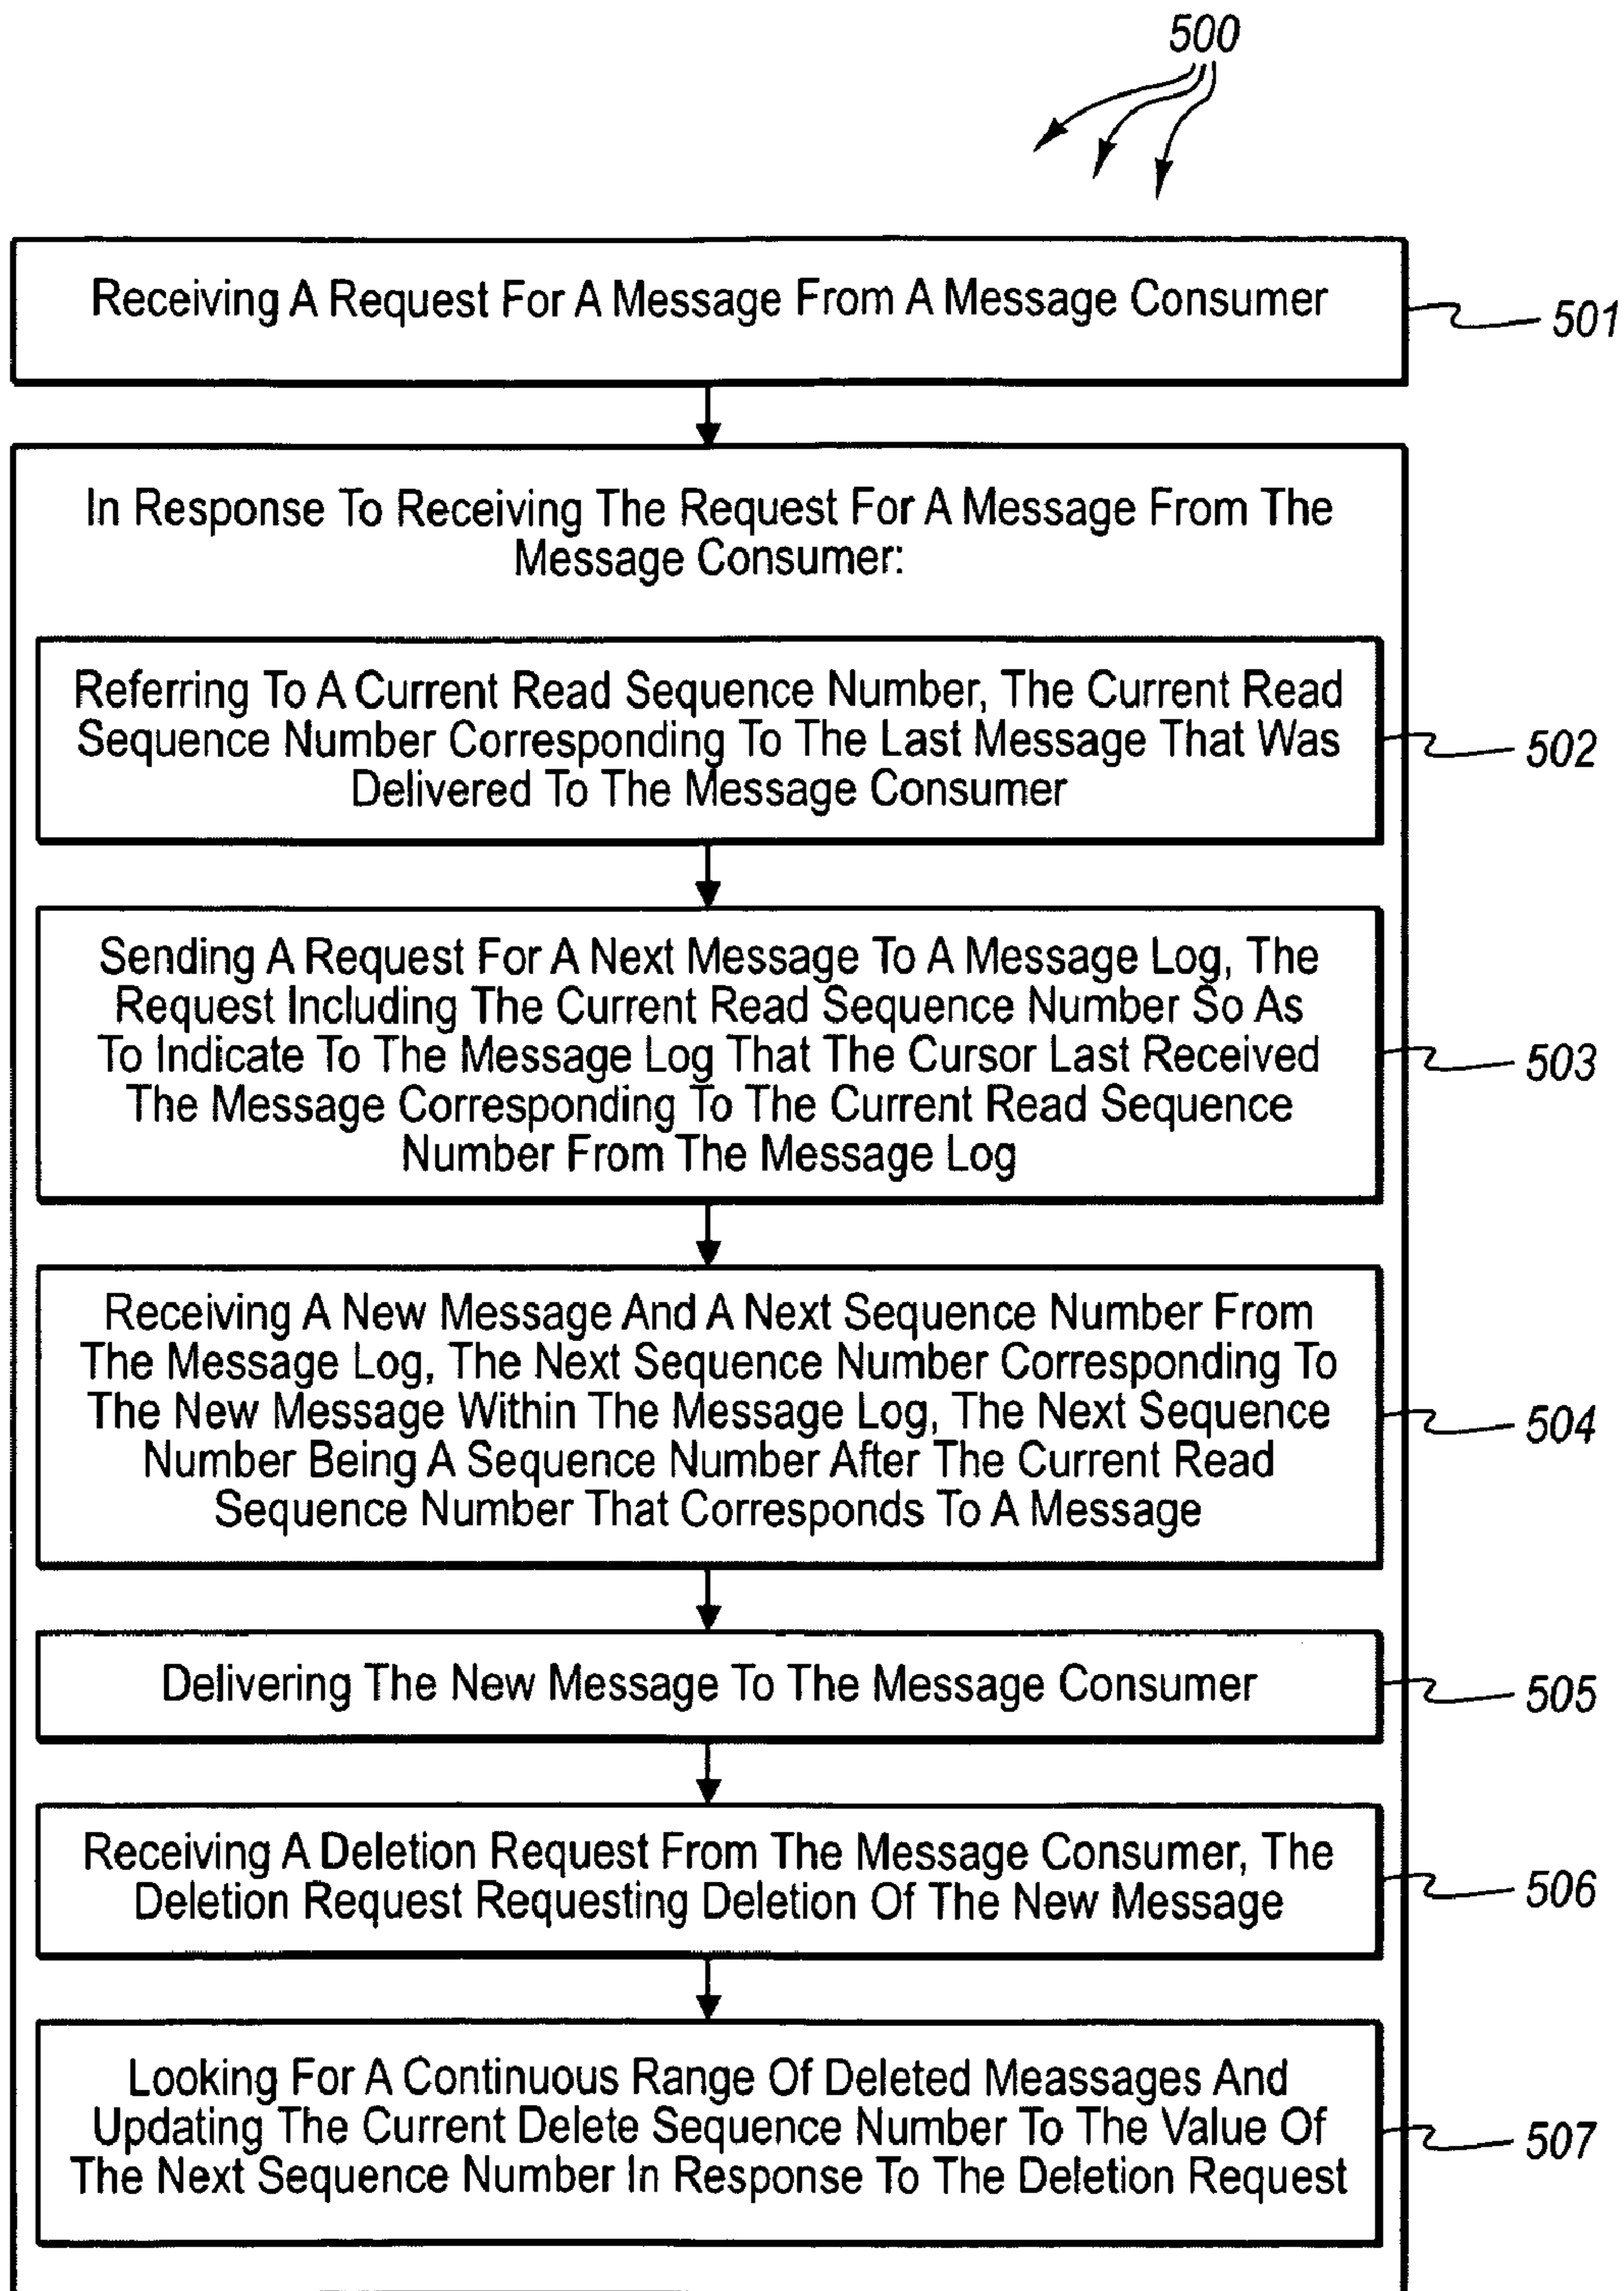 500
Receiving A Request For A Message From A Message Consumer
501
In Response To Receiving The Request For A Message From The
Message Consumer:
Referring To A Current Read Sequence Number, The Current Read
Sequence Number Corresponding To The Last Message That Was
Delivered To The Message Consumer
502
Sending A Request For A Next Message To A Message Log, The
Request Including The Current Read Sequence Number So As
To Indicate To The Message Log That The Cursor Last Received
The Message Corresponding To The Current Read Sequence
Number From The Message Log
503
Receiving A New Message And A Next Sequence Number From
The Message Log, The Next Sequence Number Corresponding To
The New Message Within The Message Log, The Next Sequence
Number Being A Sequence Number After The Current Read
Sequence Number That Corresponds To A Message
504
Delivering The New Message To The Message Consumer
505
Receiving A Deletion Request From The Message Consumer, The
Deletion Request Requesting Deletion Of The New Message
506
Looking For A Continuous Range Of Deleted Meassages And
Updating The Current Delete Sequence Number To The Value Of
The Next Sequence Number In Response To The Deletion Request
507